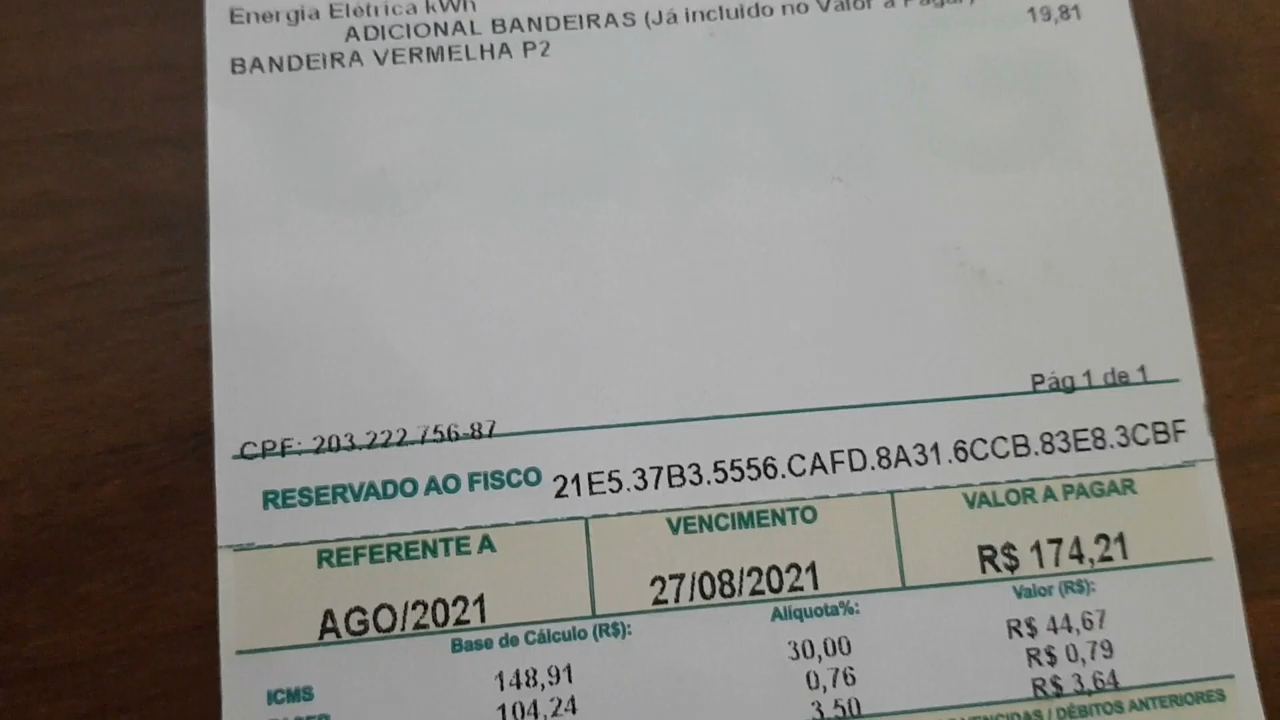 Energia Elétrica kWh
ADICIONAL BANDEIRAS (Já incluido no Valor a Pagar)
19,81
BANDEIRA VERMELHA P2
Pág 1 de 1
CPF: 203.222.756-87
RESERVADO AO FISCO 21E5.37B3.5556.CAFD.8A31.6CCB.83E8.3CBF
REFERENTE A VENCIMENTO VALOR A PAGAR
AGO/2021 27/08/2021 R$ 174,21
Base de Cálculo (R$): Alíquota%: Valor (R$):
ICMS 148,91 30,00 R$ 44,67
104,24 0,76 R$ 0,79
3,50 R$ 3,64
/ DÉBITOS ANTERIORES